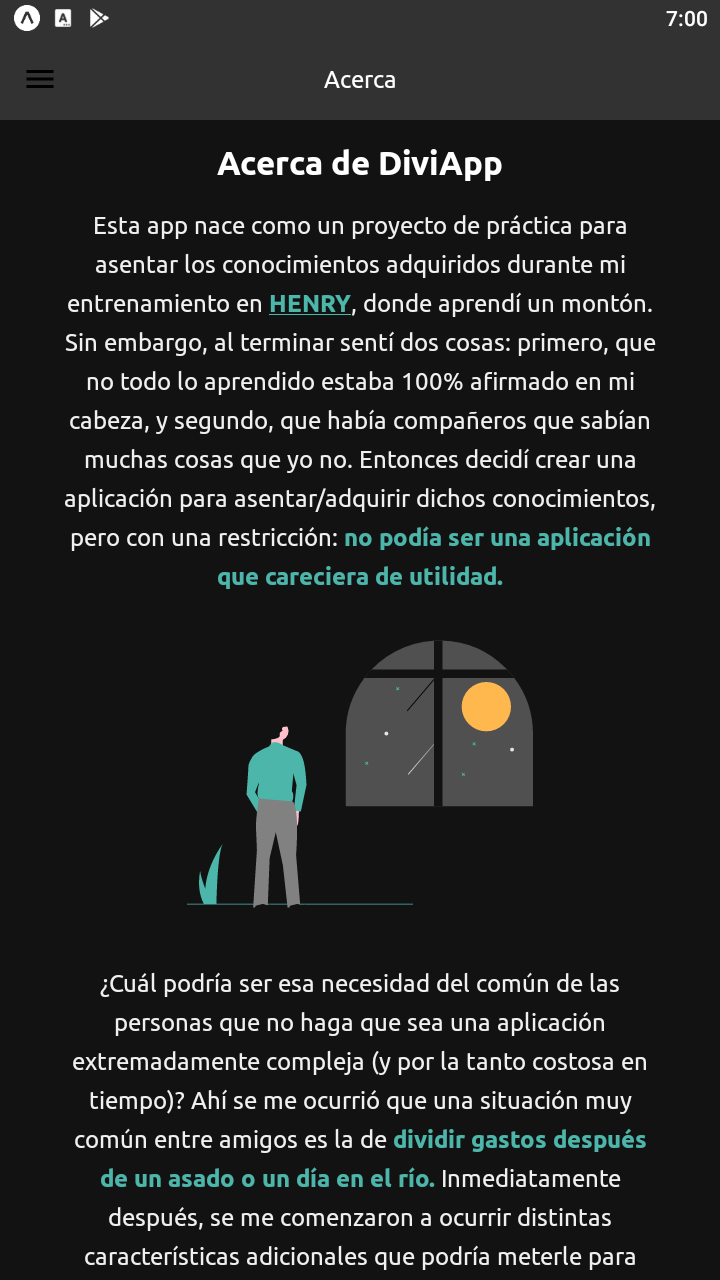 7:00
Acerca
Acerca de DiviApp
Esta app nace como un proyecto de práctica para
asentar los conocimientos adquiridos durante mi
entrenamiento en HENRY, donde aprendí un montón.
Sin embargo, al terminar sentí dos cosas: primero, que
no todo lo aprendido estaba 100% afirmado en mi
cabeza, y segundo, que había compañeros que sabían
muchas cosas que yo no. Entonces decidí crear una
aplicación para asentar/adquirir dichos conocimientos,
pero con una restricción: no podía ser una aplicación
que careciera de utilidad.
¿Cuál podría ser esa necesidad del común de las
personas que no haga que sea una aplicación
extremadamente compleja (y por la tanto costosa en
tiempo)? Ahí se me ocurrió que una situación muy
común entre amigos es la de dividir gastos después
de un asado o un día en el río. Inmediatamente
después, se me comenzaron a ocurrir distintas
características adicionales que podría meterle para